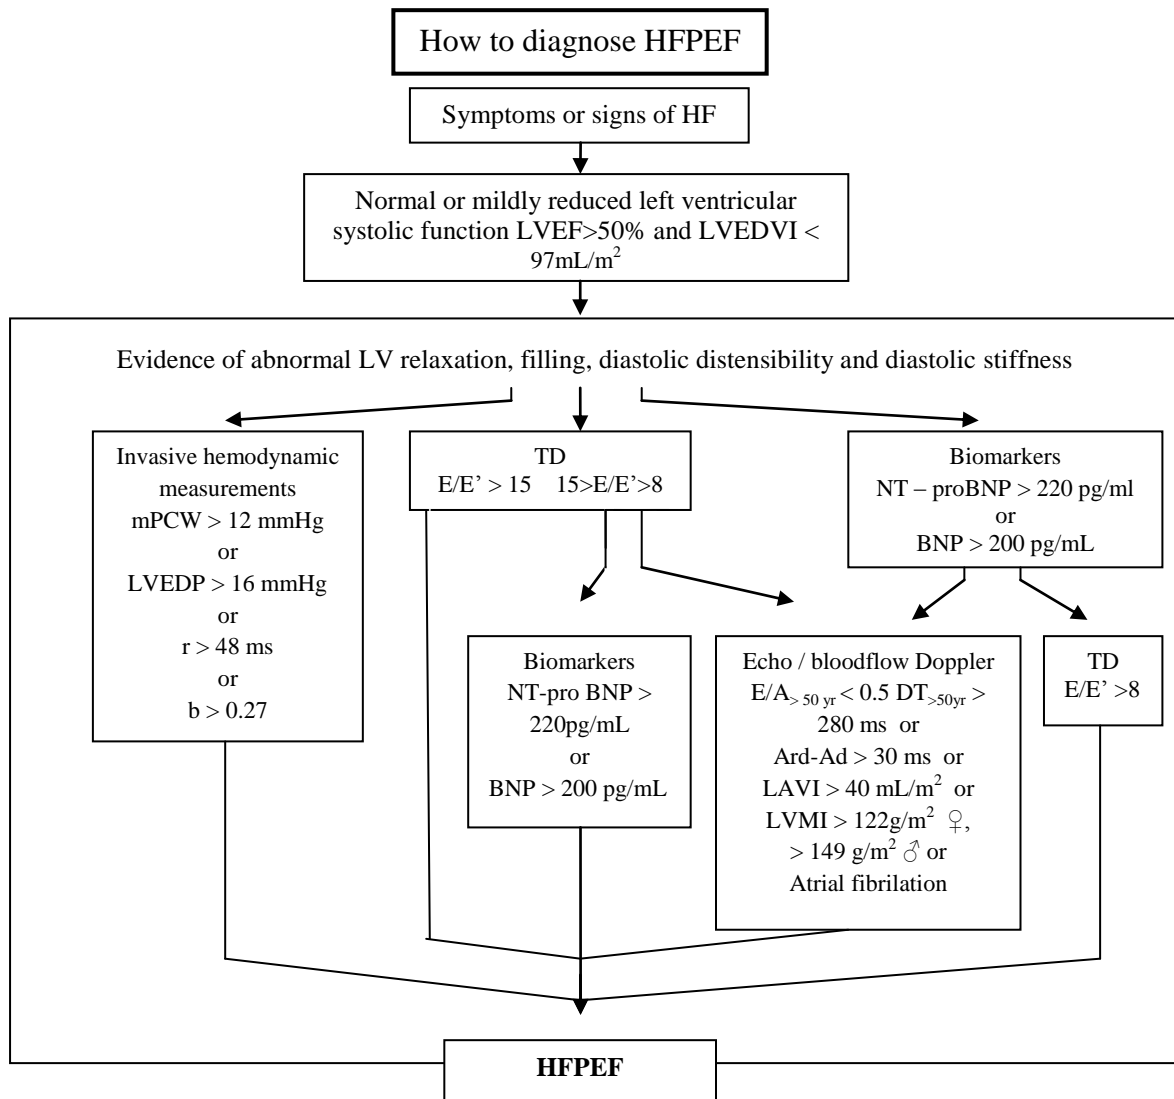 How to diagnose HFPEF
Symptoms or signs of HF
Normal or mildly reduced left ventricular
systolic function LVEF>50% and LVEDVI <
97mL/m²
Evidence of abnormal LV relaxation, filling, diastolic distensibility and diastolic stiffness
Invasive hemodynamic
measurements
mPCW > 12 mmHg
or
LVEDP > 16 mmHg
or
r > 48 ms
or
b > 0.27
TD
E/E’ > 15 15>E/E’>8
Biomarkers
NT – proBNP > 220 pg/ml
or
BNP > 200 pg/mL
Biomarkers
NT-pro BNP >
220pg/mL
or
BNP > 200 pg/mL
Echo / bloodflow Doppler
E/A> 50 yr < 0.5 DT>50yr >
280 ms or
Ard-Ad > 30 ms or
LAVI > 40 mL/m² or
LVMI > 122g/m² ♀,
> 149 g/m² ♂ or
Atrial fibrilation
TD
E/E’ >8
HFPEF